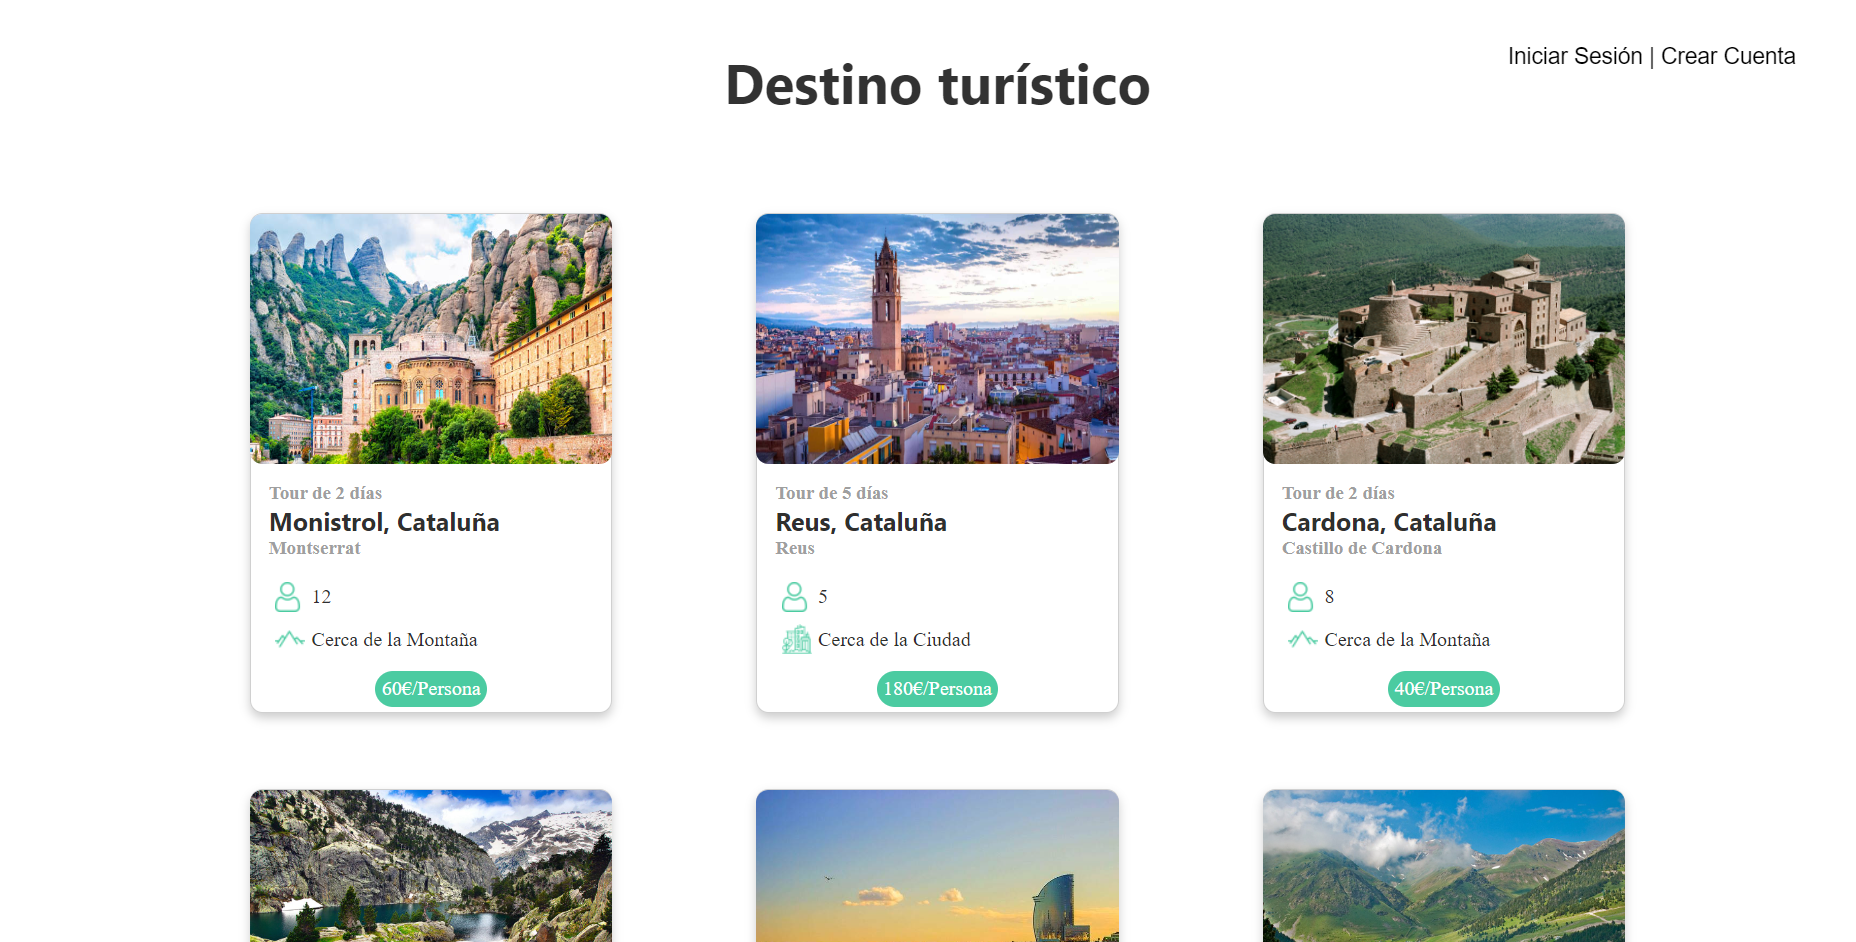 Iniciar Sesión | Crear Cuenta
Destino turístico
Tour de 2 días
Monistrol, Cataluña
Montserrat
12
Cerca de la Montaña
60€/Persona
Tour de 5 días
Reus, Cataluña
Reus
5
Cerca de la Ciudad
180€/Persona
Tour de 2 días
Cardona, Cataluña
Castillo de Cardona
8
Cerca de la Montaña
40€/Persona